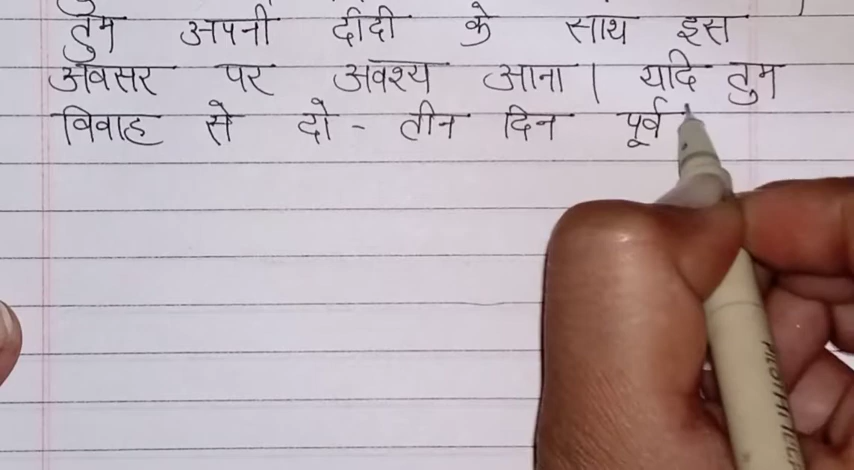 तुम अपनी दीदी के साथ इस
अवसर पर अवश्य आना । यदि तुम
विवाह से दो - तीन दिन पूर्व